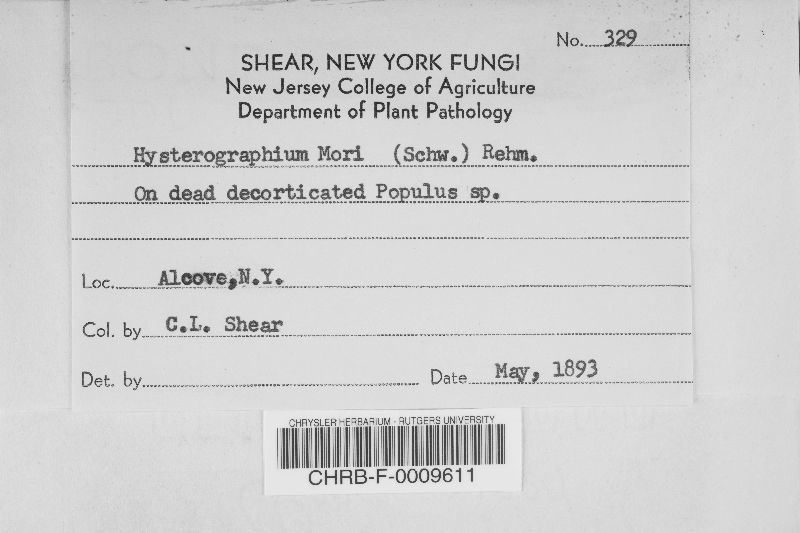 No. 329
SHEAR, NEW YORK FUNGI
New Jersey College of Agriculture
Department of Plant Pathology
Hysterographium Mori (Schw.) Rehm.
On dead decorticated Populus sp.
Loc. Alcove,N.Y.
Col. by C.L. Shear
Det. by Date May, 1893
CHRYSLER HERBARIUM - RUTGERS UNIVERSITY
CHRB-F-0009611